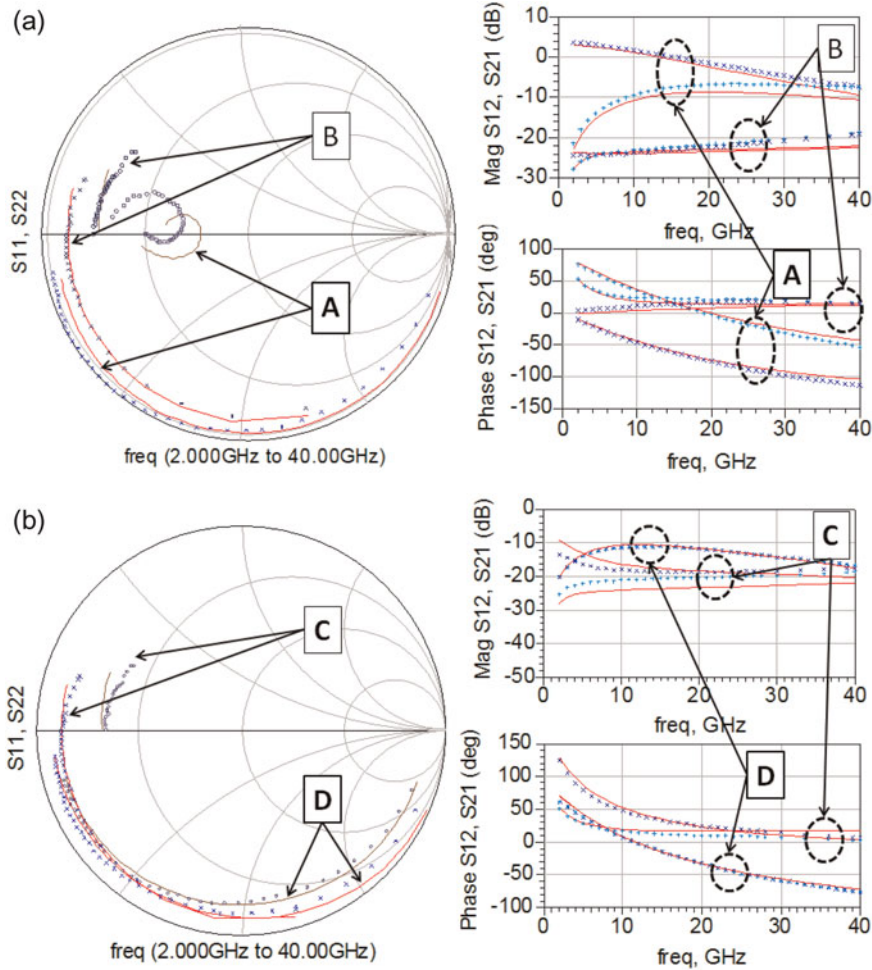 (a)
S11, S22
B
A
freq (2.000GHz to 40.00GHz)
Mag S12, S21 (dB)
10
0
-10
-20
-30
0 10 20 30 40
freq, GHz
B
A
Phase S12, S21 (deg)
100
50
0
-50
-100
-150
0 10 20 30 40
freq, GHz
(b)
S11, S22
C
D
freq (2.000GHz to 40.00GHz)
Mag S12, S21 (dB)
0
-10
-20
-30
-40
-50
0 10 20 30 40
freq, GHz
C
D
Phase S12, S21 (deg)
150
100
50
0
-50
-100
0 10 20 30 40
freq, GHz